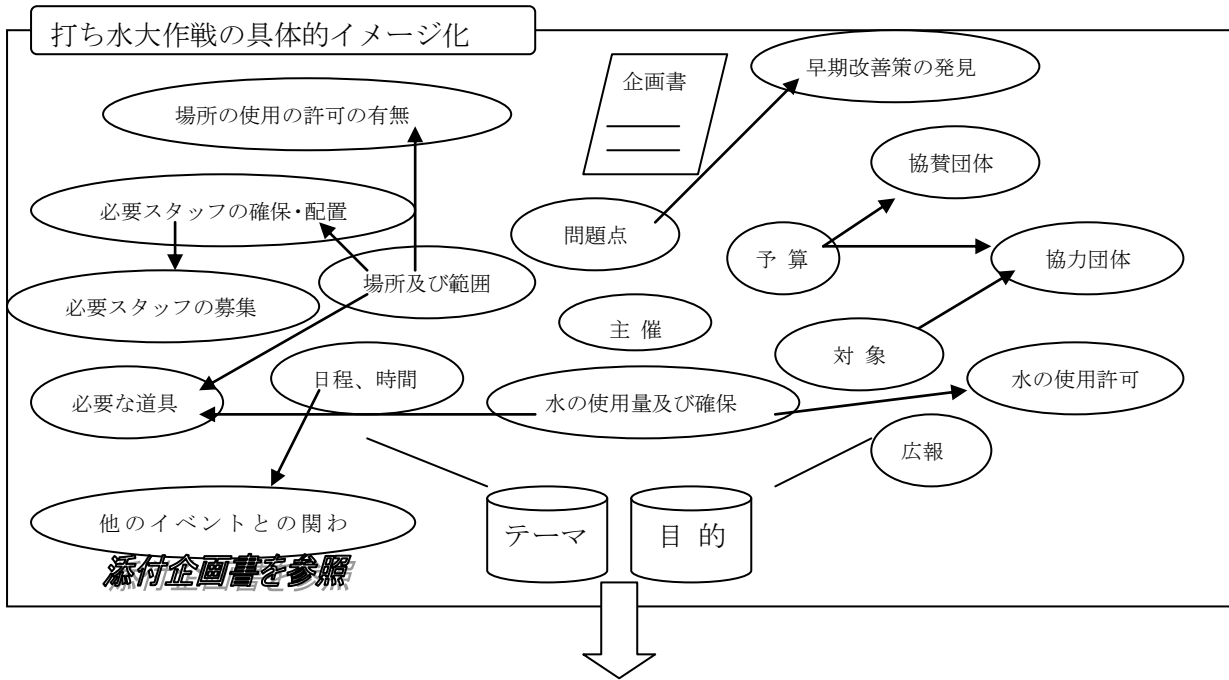 打ち水大作戦の具体的イメージ化
企画書
早期改善策の発見
場所の使用の許可の有無
協賛団体
必要スタッフの確保・配置
問題点
予 算
協力団体
場所及び範囲
必要スタッフの募集
主 催
対 象
日程、時間
水の使用許可
必要な道具
水の使用量及び確保
広報
他のイベントとの関わ
テーマ
目 的
添付企画書を参照